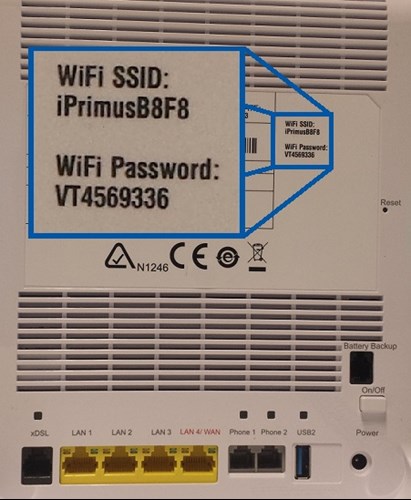 WiFi SSID:
iPrimusB8F8
WiFi Password:
VT4569336
WiFi SSID:
iPrimusB8F8
WiFi Password:
VT4569336
Reset
N1246
CE
Battery Backup
On/Off
xDSL
LAN 1
LAN 2
LAN 3
LAN 4/ WAN
Phone 1
Phone 2
USB2
Power